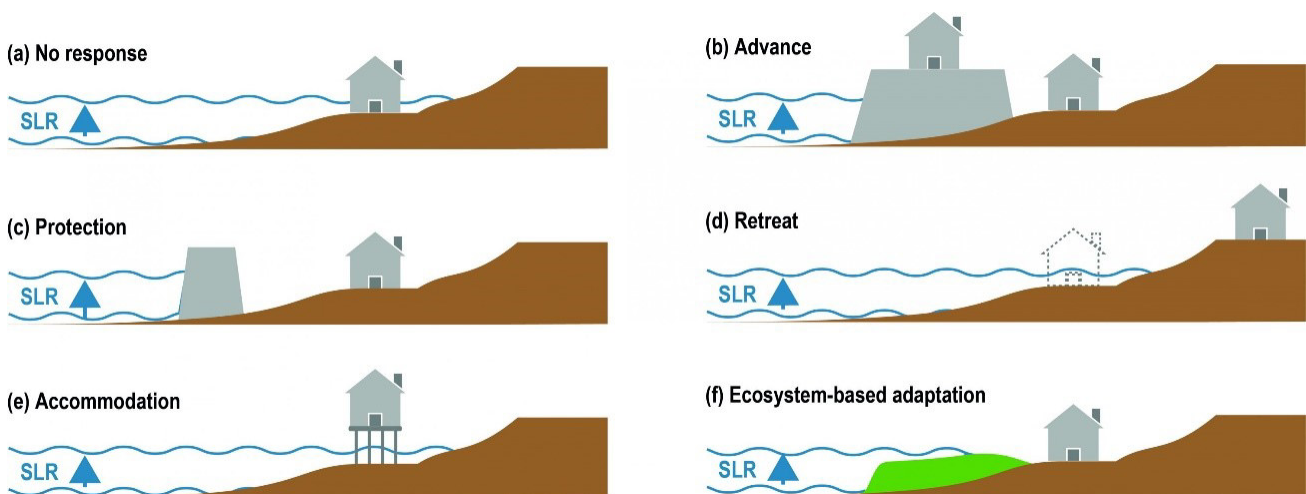 (a) No response
SLR
(b) Advance
SLR
(c) Protection
SLR
(d) Retreat
SLR
(e) Accommodation
SLR
(f) Ecosystem-based adaptation
SLR